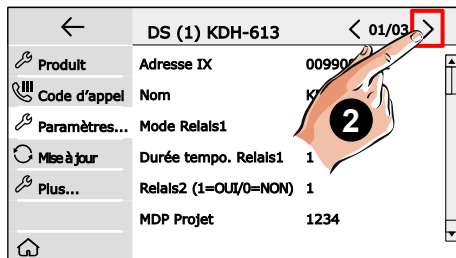 DS (1) KDH-613
01/03
Produit
Code d'appel
Paramètres...
Mise à jour
Plus...
Adresse IX
Nom
Mode Relais1
Durée tempo. Relais1 1
Relais2 (1=OUI/0=NON) 1
MDP Projet 1234
2